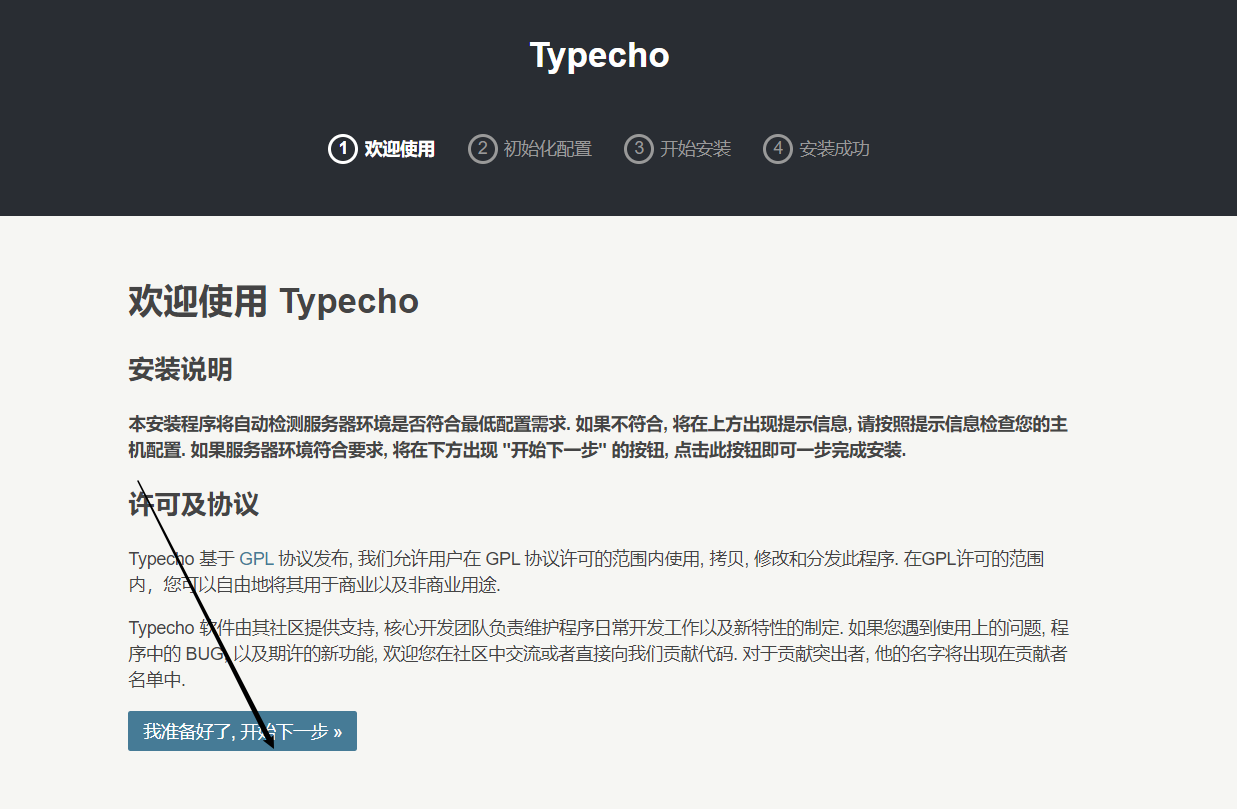 Typecho
1 欢迎使用 2 初始化配置 3 开始安装 4 安装成功
欢迎使用 Typecho
安装说明
本安装程序将自动检测服务器环境是否符合最低配置需求. 如果不符合, 将在上方出现提示信息, 请按照提示信息检查您的主
机配置. 如果服务器环境符合要求, 将在下方出现 "开始下一步" 的按钮, 点击此按钮即可一步完成安装.
许可及协议
Typecho 基于 GPL 协议发布, 我们允许用户在 GPL 协议许可的范围内使用, 拷贝, 修改和分发此程序. 在GPL许可的范围
内，您可以自由地将其用于商业以及非商业用途.
Typecho 软件由其社区提供支持, 核心开发团队负责维护程序日常开发工作以及新特性的制定. 如果您遇到使用上的问题, 程
序中的 BUG, 以及期许的新功能, 欢迎您在社区中交流或者直接向我们贡献代码. 对于贡献突出者, 他的名字将出现在贡献者
名单中.
我准备好了, 开始下一步 »